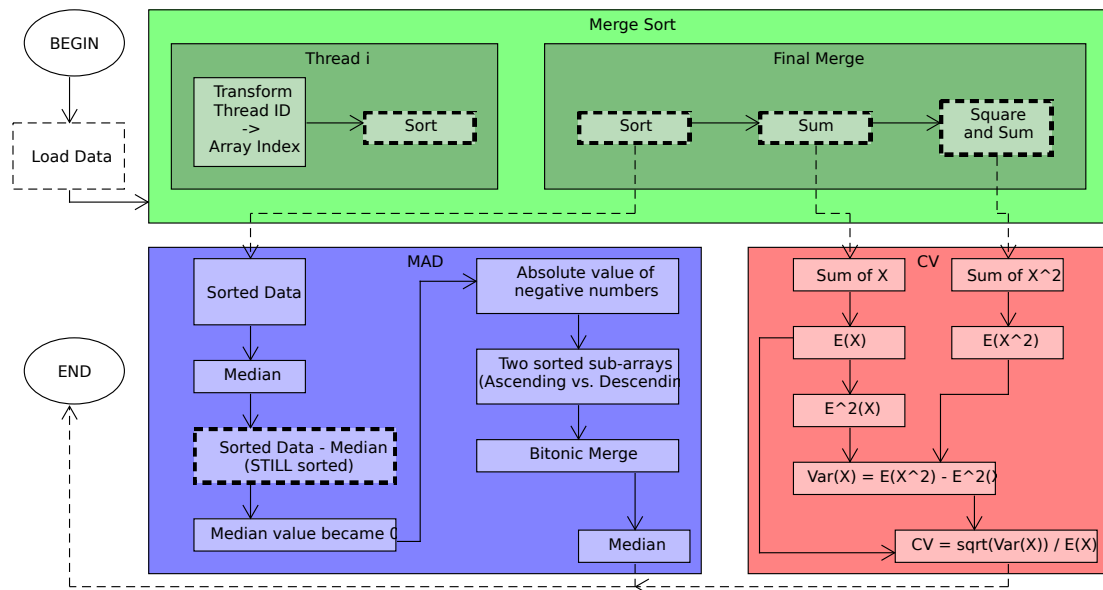 BEGIN
Load Data
END
Merge Sort
Thread i
Transform
Thread ID
->
Array Index
Sort
Final Merge
Sort
Sum
Square
and Sum
MAD
Sorted Data
Median
Sorted Data - Median
(STILL sorted)
Median value became 0
Absolute value of
negative numbers
Two sorted sub-arrays
(Ascending vs. Descendin
Bitonic Merge
Median
CV
Sum of X
Sum of X^2
E(X)
E(X^2)
E^2(X)
Var(X) = E(X^2) - E^2(X
CV = sqrt(Var(X)) / E(X)